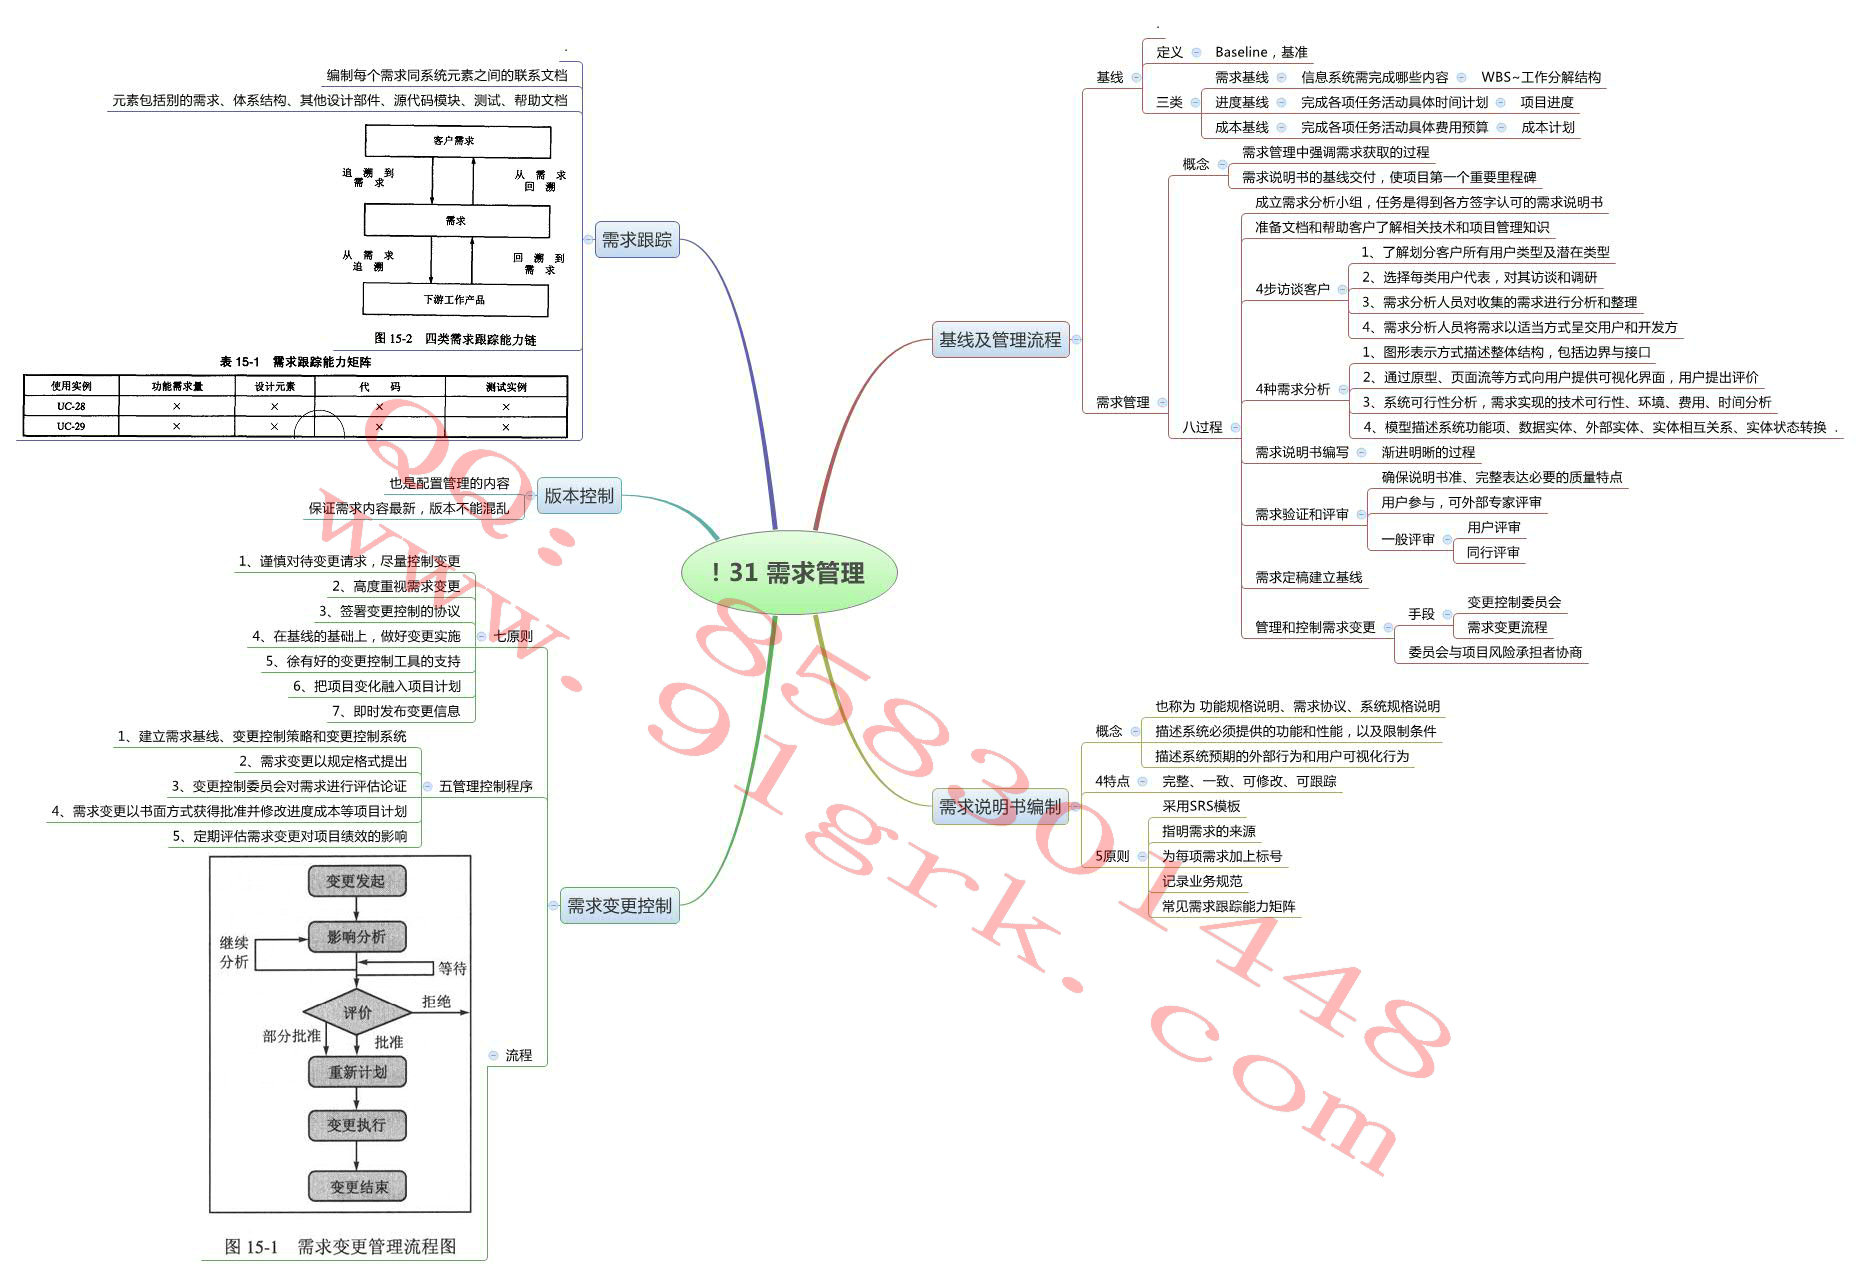 ！31 需求管理
基线及管理流程
基线
定义
Baseline，基准
三类
需求基线
信息系统需完成哪些内容
WBS~工作分解结构
进度基线
完成各项任务活动具体时间计划
项目进度
成本基线
完成各项任务活动具体费用预算
成本计划
需求管理
概念
需求管理中强调需求获取的过程
需求说明书的基线交付，使项目第一个重要里程碑
八过程
成立需求分析小组，任务是得到各方签字认可的需求说明书
准备文档和帮助客户了解相关技术和项目管理知识
4步访谈客户
1、了解划分客户所有用户类型及潜在类型
2、选择每类用户代表，对其访谈和调研
3、需求分析人员对收集的需求进行分析和整理
4、需求分析人员将需求以适当方式呈交用户和开发方
4种需求分析
1、图形表示方式描述整体结构，包括边界与接口
2、通过原型、页面流等方式向用户提供可视化界面，用户提出评价
3、系统可行性分析，需求实现的技术可行性、环境、费用、时间分析
4、模型描述系统功能项、数据实体、外部实体、实体相互关系、实体状态转换 .
需求说明书编写
渐进明晰的过程
需求验证和评审
确保说明书准、完整表达必要的质量特点
用户参与，可外部专家评审
一般评审
用户评审
同行评审
需求定稿建立基线
管理和控制需求变更
手段
变更控制委员会
需求变更流程
委员会与项目风险承担者协商
需求说明书编制
概念
也称为 功能规格说明、需求协议、系统规格说明
描述系统必须提供的功能和性能，以及限制条件
描述系统预期的外部行为和用户可视化行为
4特点
完整、一致、可修改、可跟踪
5原则
采用SRS模板
指明需求的来源
为每项需求加上标号
记录业务规范
常见需求跟踪能力矩阵
需求跟踪
编制每个需求同系统元素之间的联系文档
元素包括别的需求、体系结构、其他设计部件、源代码模块、测试、帮助文档
客户需求
追溯到需求
从需求回溯
需求
从需求追溯
回溯到需求
下游工作产品
图 15-2 四类需求跟踪能力链
表 15-1 需求跟踪能力矩阵
使用实例 功能需求量 设计元素 代 码 测试实例
UC-28 × × × ×
UC-29 × × × ×
版本控制
也是配置管理的内容
保证需求内容最新，版本不能混乱
需求变更控制
七原则
1、谨慎对待变更请求，尽量控制变更
2、高度重视需求变更
3、签署变更控制的协议
4、在基线的基础上，做好变更实施
5、徐有好的变更控制工具的支持
6、把项目变化融入项目计划
7、即时发布变更信息
五管理控制程序
1、建立需求基线、变更控制策略和变更控制系统
2、需求变更以规定格式提出
3、变更控制委员会对需求进行评估论证
4、需求变更以书面方式获得批准并修改进度成本等项目计划
5、定期评估需求变更对项目绩效的影响
流程
变更发起
影响分析
继续
分析
等待
评价
拒绝
部分批准
批准
重新计划
变更执行
变更结束
图 15-1 需求变更管理流程图
QQ: 858301448
www.91grk.com